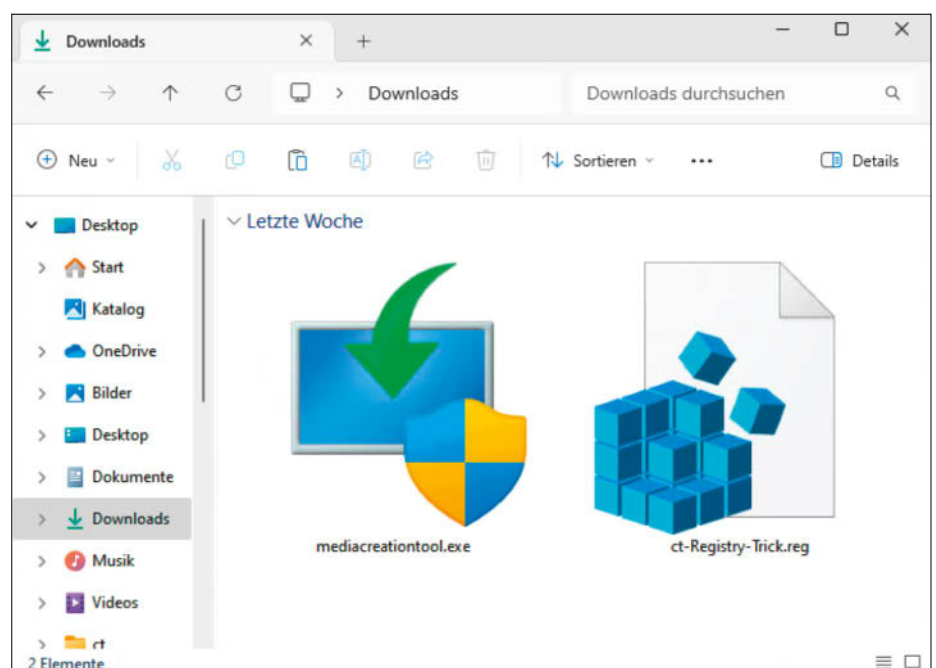 Downloads
Downloads
Downloads durchsuchen
Neu
Sortieren
Details
Desktop
Letzte Woche
Start
Katalog
OneDrive
Bilder
Desktop
Dokumente
Downloads
mediacreationtool.exe
ct-Registry-Trick.reg
Musik
Videos
ct
2 Elemente